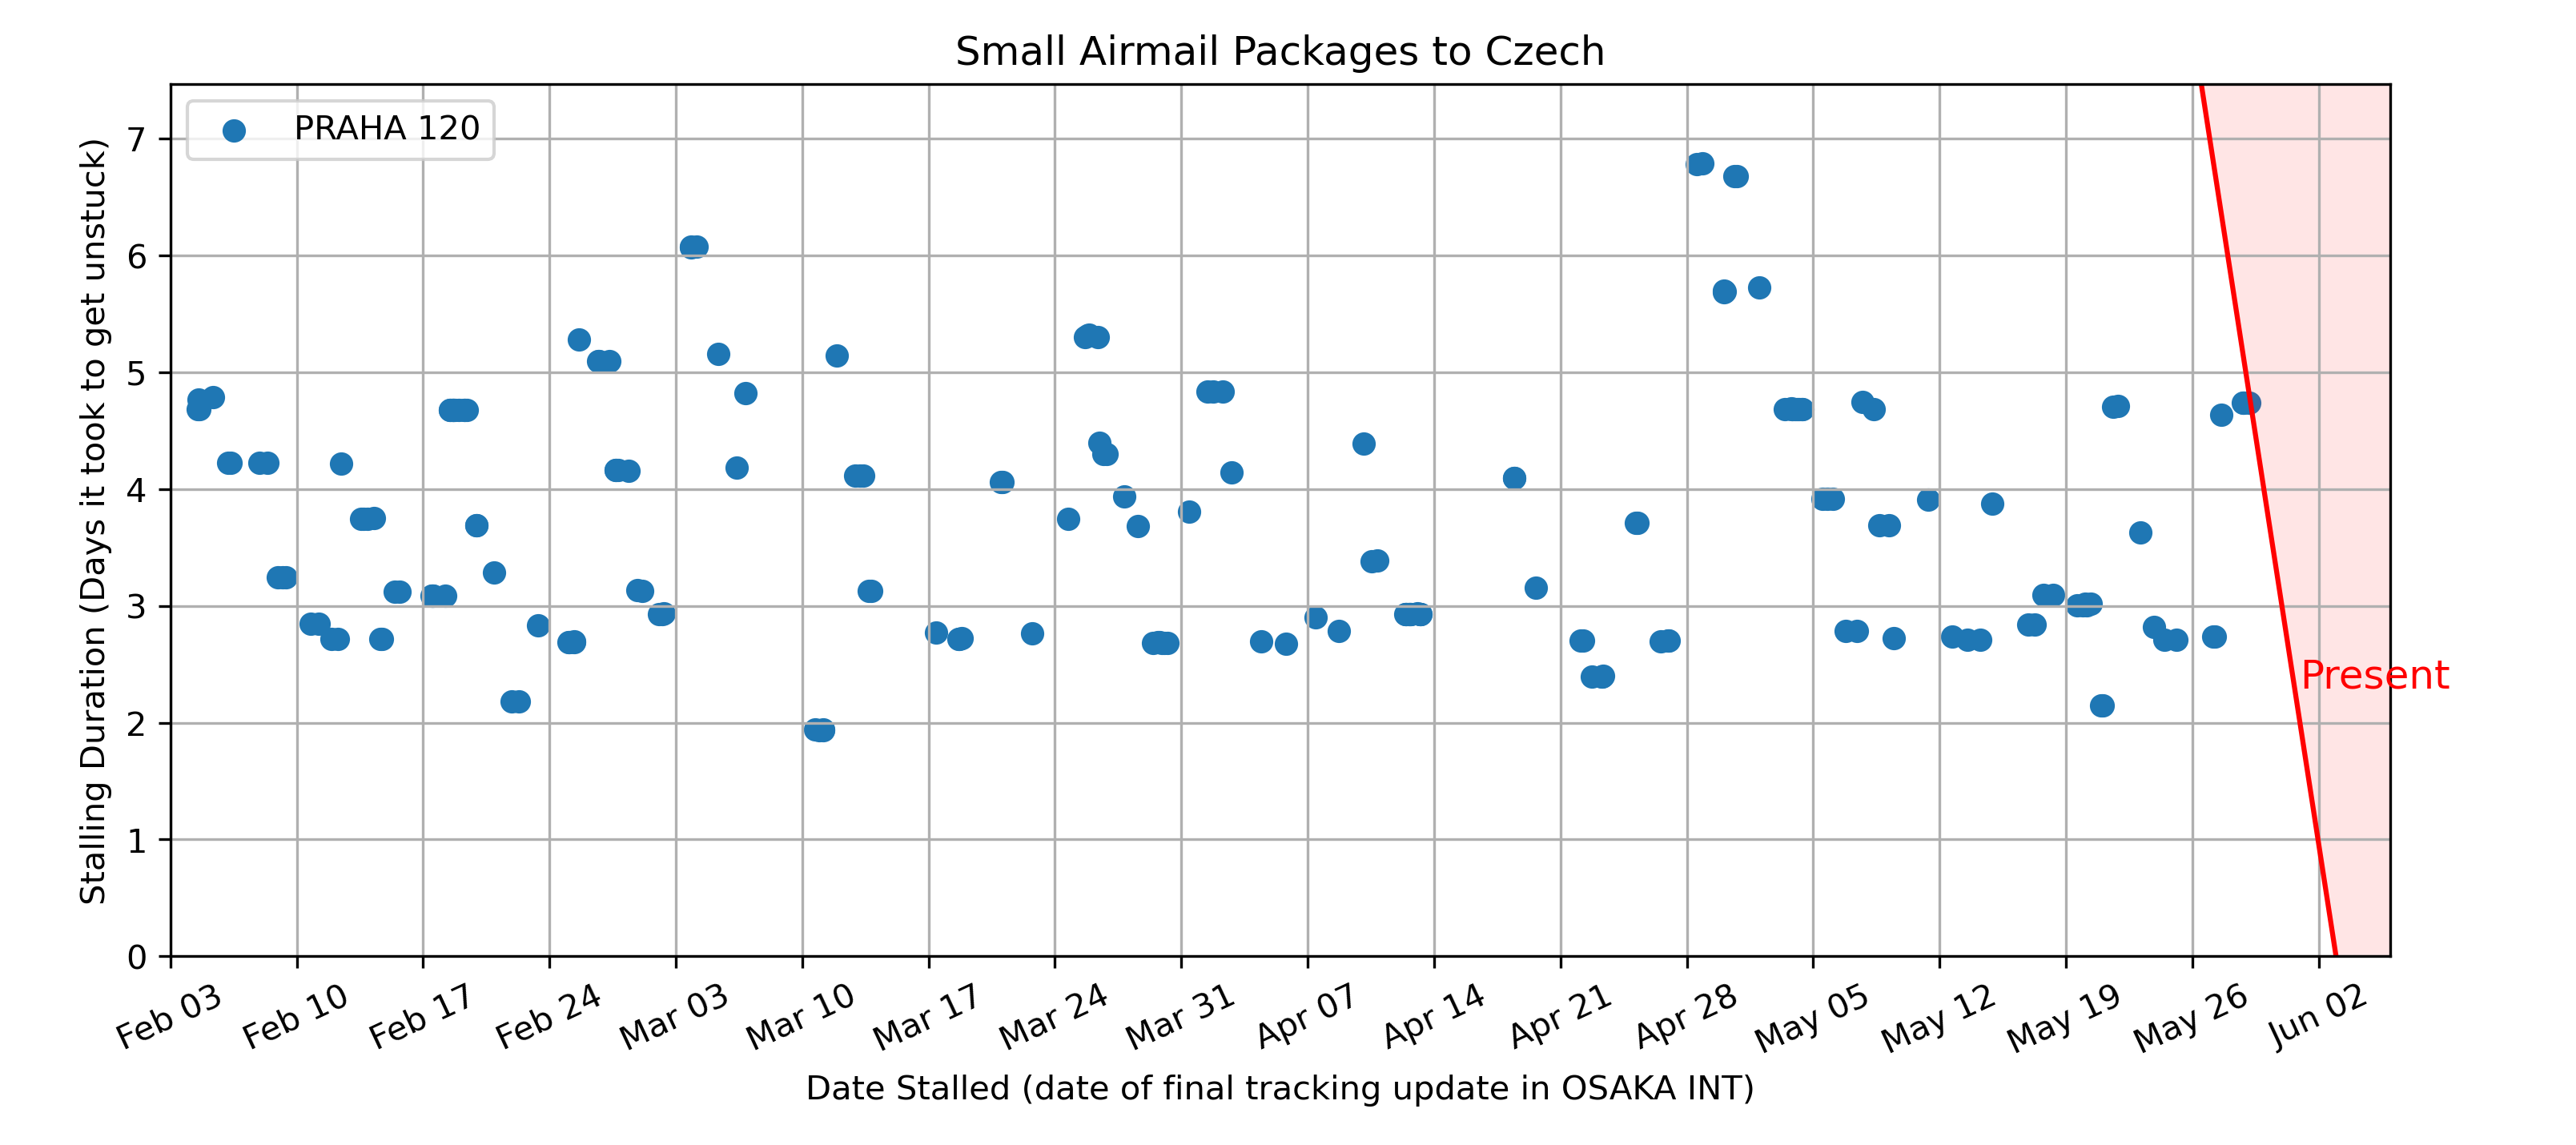 Small Airmail Packages to Czech
PRAHA 120
Stalling Duration (Days it took to get unstuck)
7
6
5
4
3
2
1
0
Present
Feb 03
Feb 10
Feb 17
Feb 24
Mar 03
Mar 10
Mar 17
Mar 24
Mar 31
Apr 07
Apr 14
Apr 21
Apr 28
May 05
May 12
May 19
May 26
Jun 02
Date Stalled (date of final tracking update in OSAKA INT)